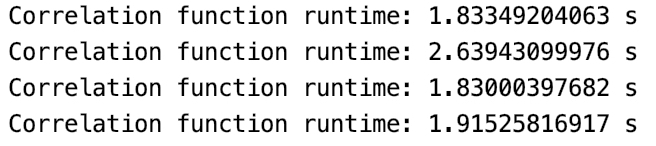 Correlation function runtime: 1.83349204063 s
Correlation function runtime: 2.63943099976 s
Correlation function runtime: 1.83000397682 s
Correlation function runtime: 1.91525816917 s